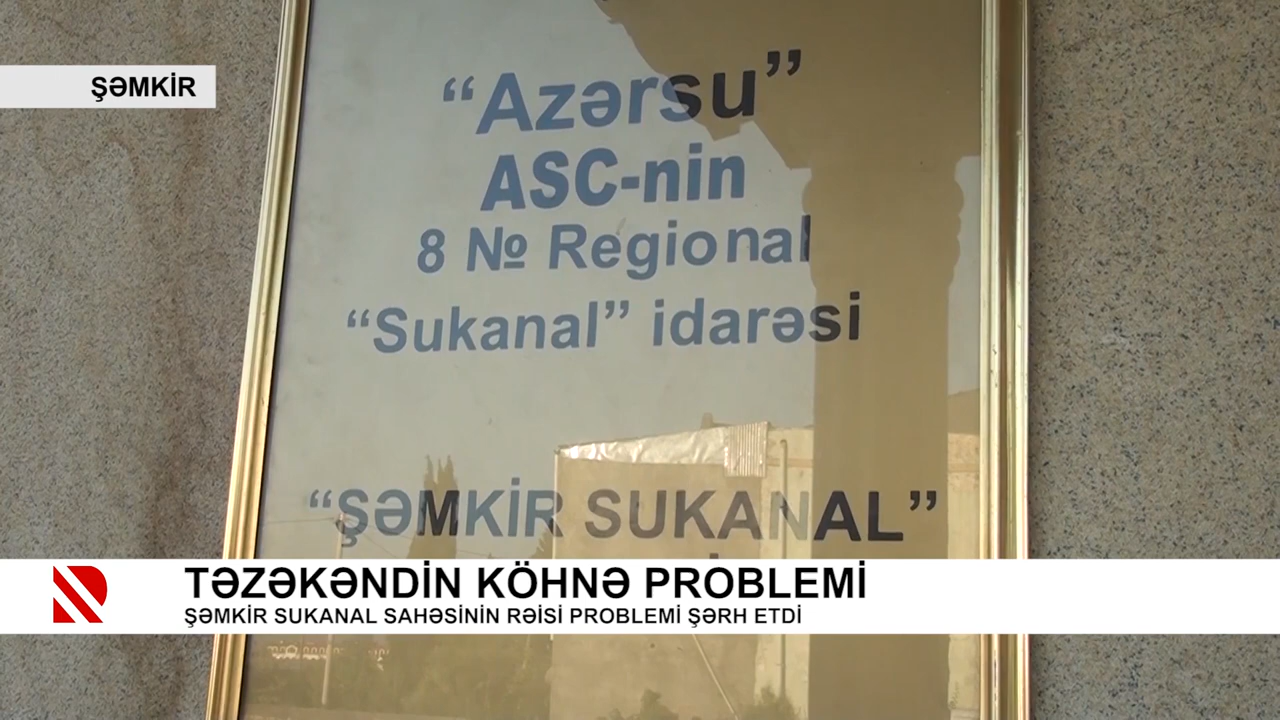 ŞƏMKİR
“Azərsu”
ASC-nin
8 № Regional
“Sukanal” idarəsi
“ŞƏMKİR SUKANAL”
TƏZƏKƏNDİN KÖHNƏ PROBLEMİ
ŞƏMKİR SUKANAL SAHƏSİNİN RƏİSİ PROBLEMİ ŞƏRH ETDİ